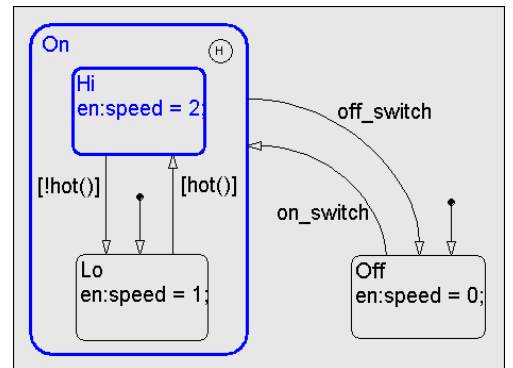 On
H
Hi
en:speed = 2;
off_switch
[!hot()]
[hot()]
on_switch
Lo
en:speed = 1;
Off
en:speed = 0;